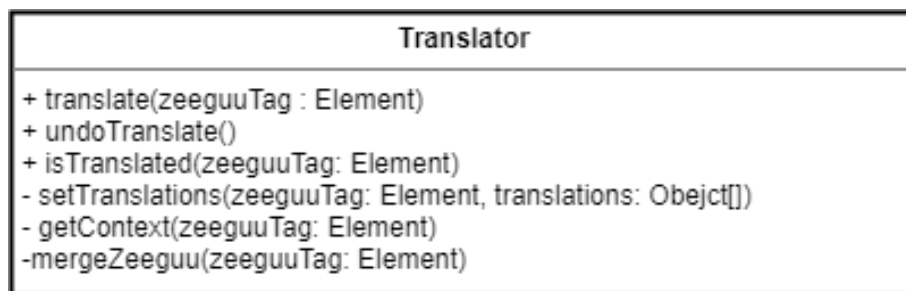 Translator
+ translate(zeeguuTag : Element)
+ undoTranslate()
+ isTranslated(zeeguuTag: Element)
- setTranslations(zeeguuTag: Element, translations: Obejct[])
- getContext(zeeguuTag: Element)
-mergeZeeguu(zeeguuTag: Element)